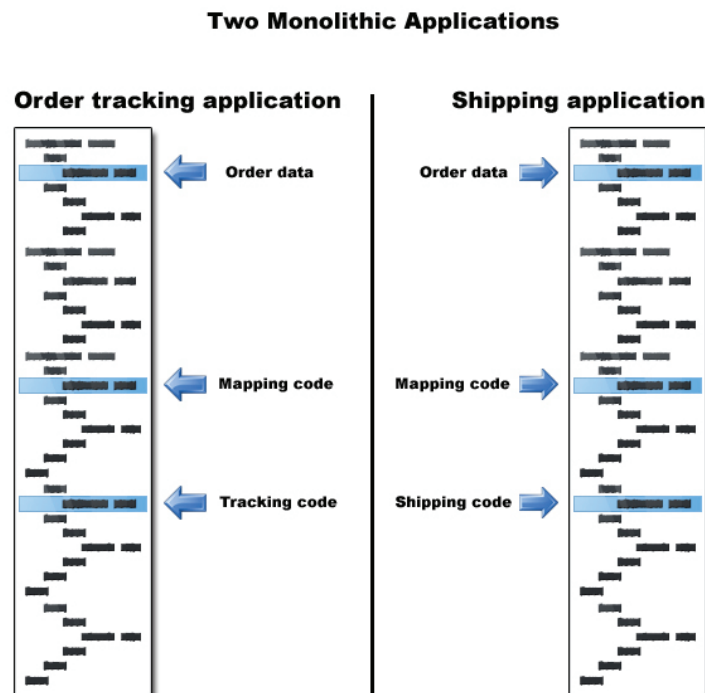 Two Monolithic Applications
Order tracking application
Shipping application
Order data
Order data
Mapping code
Mapping code
Tracking code
Shipping code